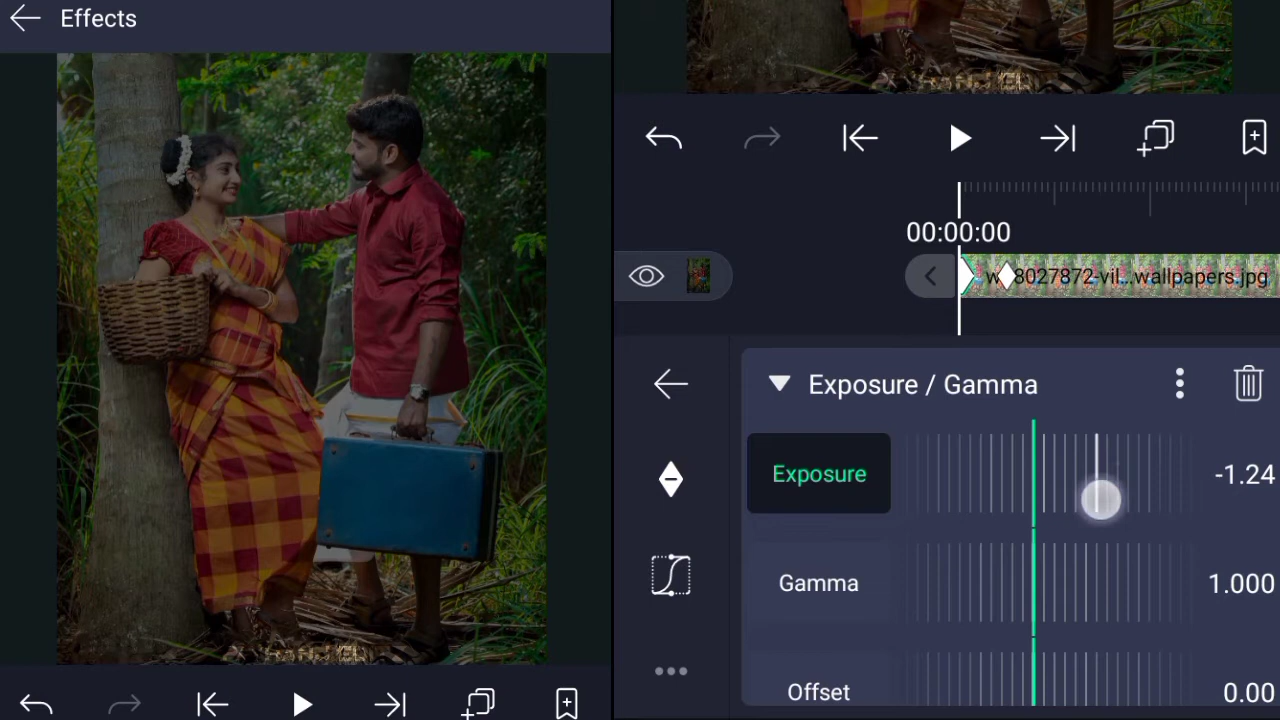 Effects
00:00:00
w
8027872-vil...wallpapers.jpg
Exposure / Gamma
Exposure
-1.24
Gamma
1.000
Offset
0.00